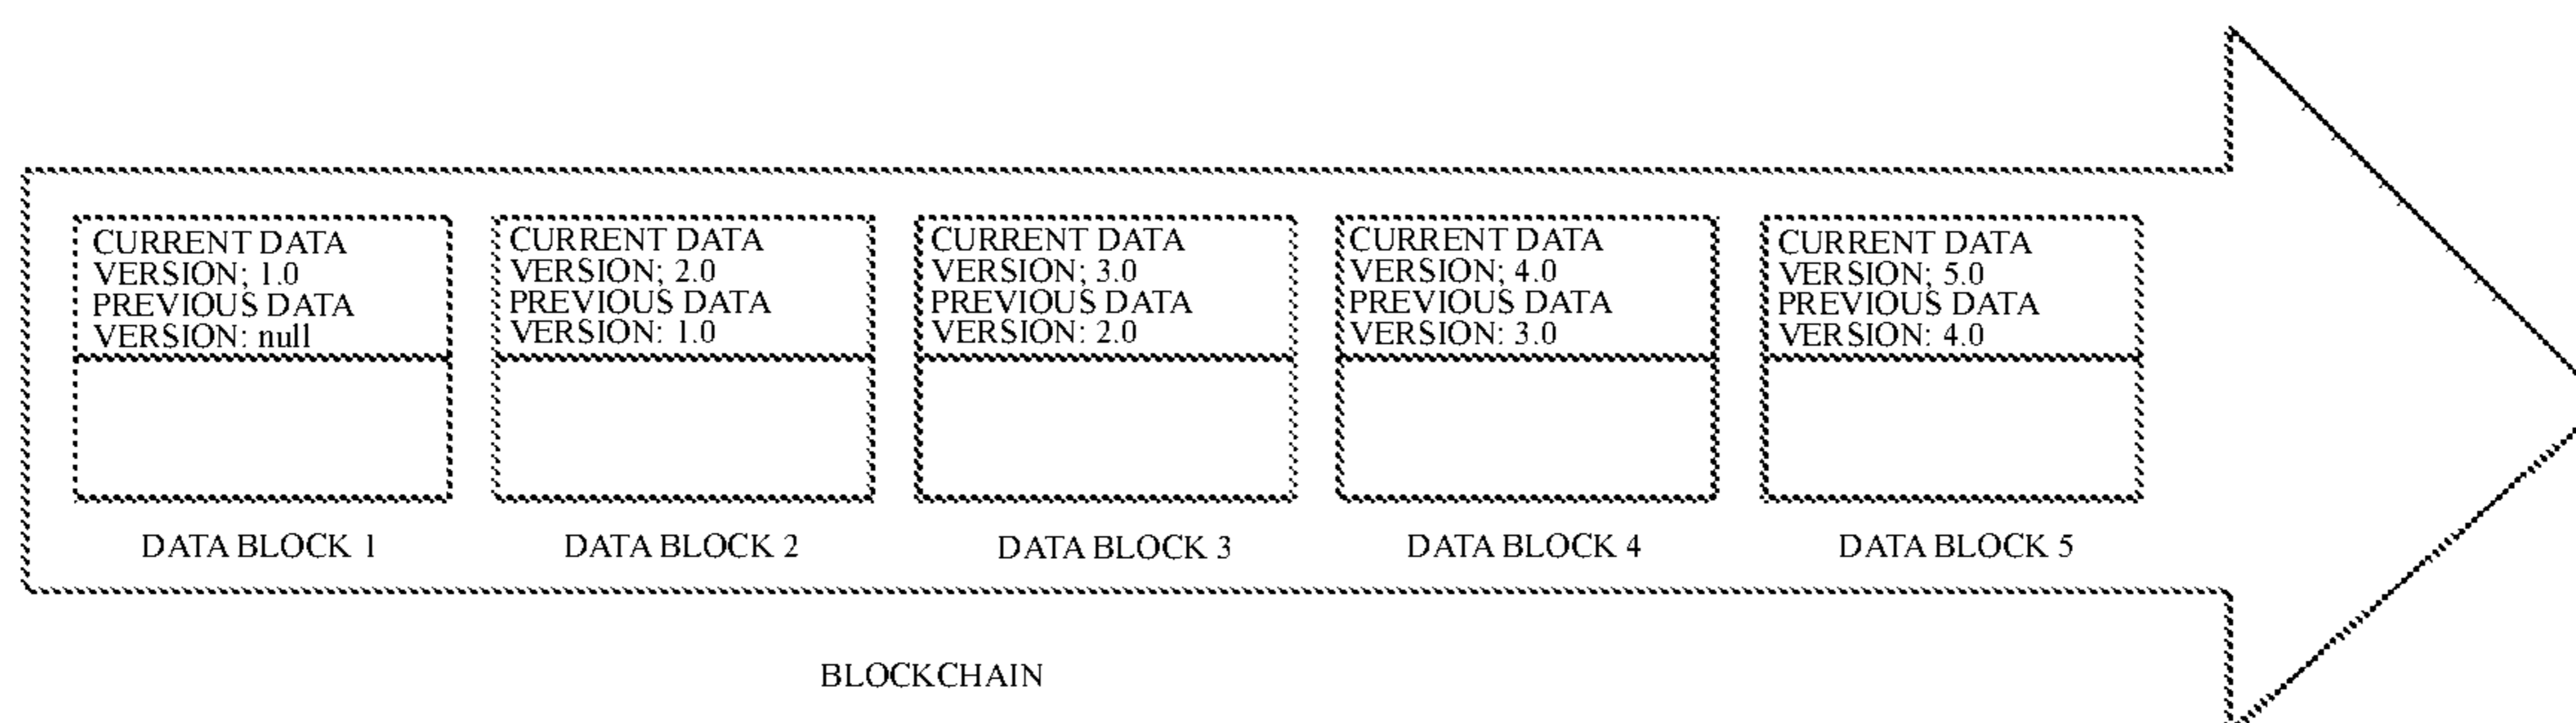 CURRENT DATA
VERSION; 1.0
PREVIOUS DATA
VERSION: null
CURRENT DATA
VERSION; 2.0
PREVIOUS DATA
VERSION: 1.0
CURRENT DATA
VERSION; 3.0
PREVIOUS DATA
VERSION: 2.0
CURRENT DATA
VERSION; 4.0
PREVIOUS DATA
VERSION: 3.0
CURRENT DATA
VERSION; 5.0
PREVIOUS DATA
VERSION: 4.0
DATA BLOCK 1
DATA BLOCK 2
DATA BLOCK 3
DATA BLOCK 4
DATA BLOCK 5
BLOCKCHAIN